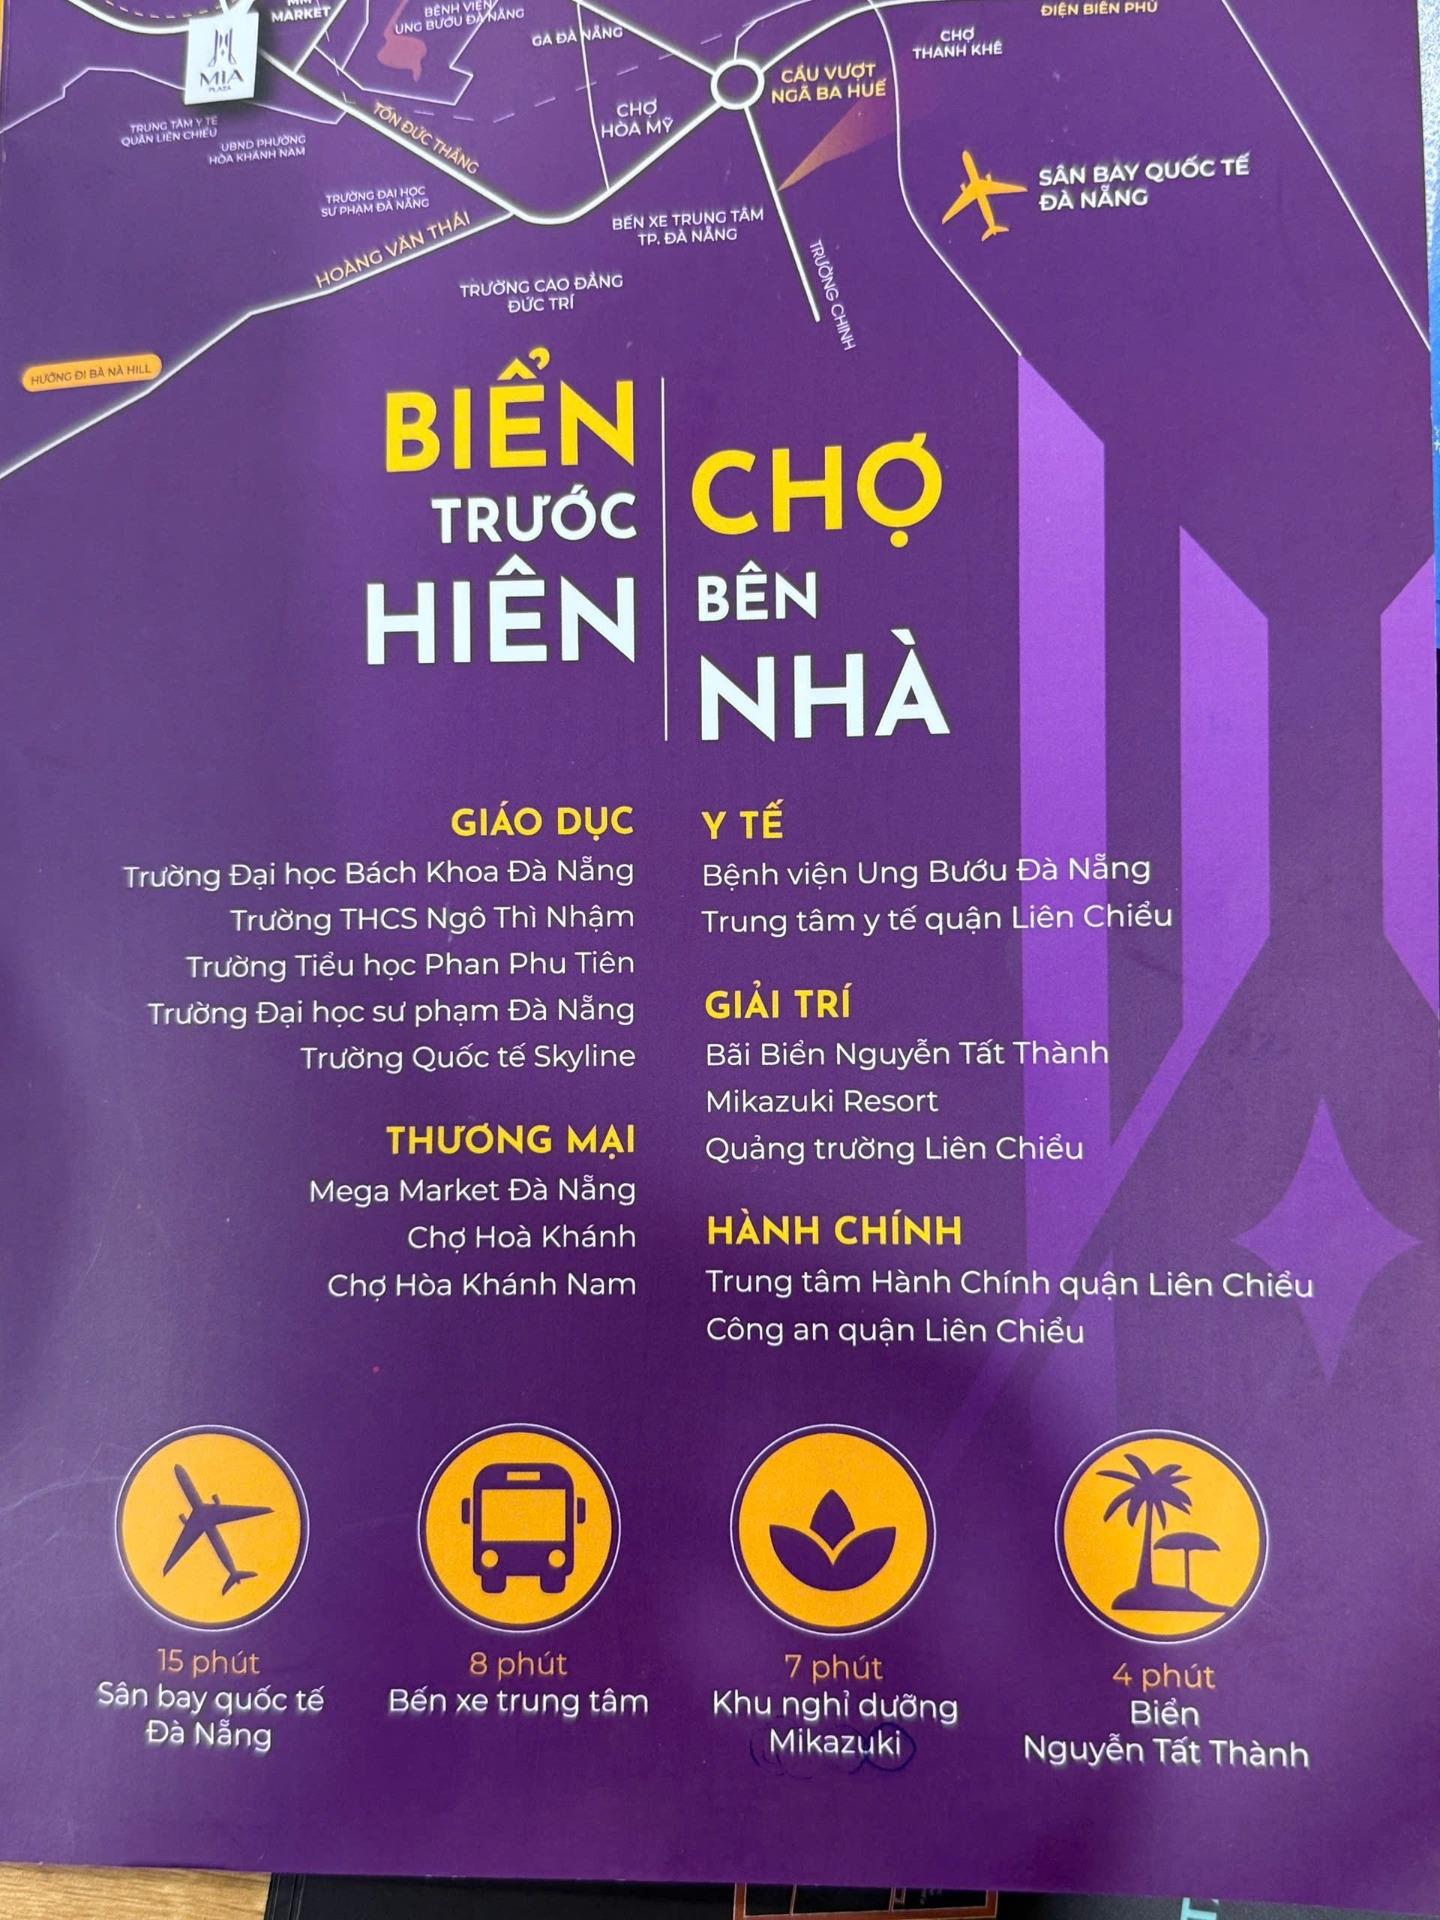 MM
MARKET
BỆNH VIỆN
UNG BƯỚU ĐÀ NẴNG
GA ĐÀ NẴNG
ĐIỆN BIÊN PHỦ
CHỢ
THANH KHÊ
MIA
PLAZA
CẦU VƯỢT
NGÃ BA HUẾ
TRUNG TÂM Y TẾ
QUẬN LIÊN CHIỂU
UBND PHƯỜNG
HÒA KHÁNH NAM
TÔN ĐỨC THẮNG
CHỢ
HÒA MỸ
SÂN BAY QUỐC TẾ
ĐÀ NẴNG
TRƯỜNG ĐẠI HỌC
SƯ PHẠM ĐÀ NẴNG
HOÀNG VĂN THÁI
BẾN XE TRUNG TÂM
TP. ĐÀ NẴNG
TRƯỜNG CHINH
TRƯỜNG CAO ĐẲNG
ĐỨC TRÍ
HƯỚNG ĐI BÀ NÀ HILL
BIỂN
TRƯỚC
HIÊN
CHỢ
BÊN
NHÀ
GIÁO DỤC
Trường Đại học Bách Khoa Đà Nẵng
Trường THCS Ngô Thì Nhậm
Trường Tiểu học Phan Phu Tiên
Trường Đại học sư phạm Đà Nẵng
Trường Quốc tế Skyline
THƯƠNG MẠI
Mega Market Đà Nẵng
Chợ Hoà Khánh
Chợ Hòa Khánh Nam
Y TẾ
Bệnh viện Ung Bướu Đà Nẵng
Trung tâm y tế quận Liên Chiểu
GIẢI TRÍ
Bãi Biển Nguyễn Tất Thành
Mikazuki Resort
Quảng trường Liên Chiểu
HÀNH CHÍNH
Trung tâm Hành Chính quận Liên Chiểu
Công an quận Liên Chiểu
15 phút
Sân bay quốc tế
Đà Nẵng
8 phút
Bến xe trung tâm
7 phút
Khu nghỉ dưỡng
Mikazuki
4 phút
Biển
Nguyễn Tất Thành